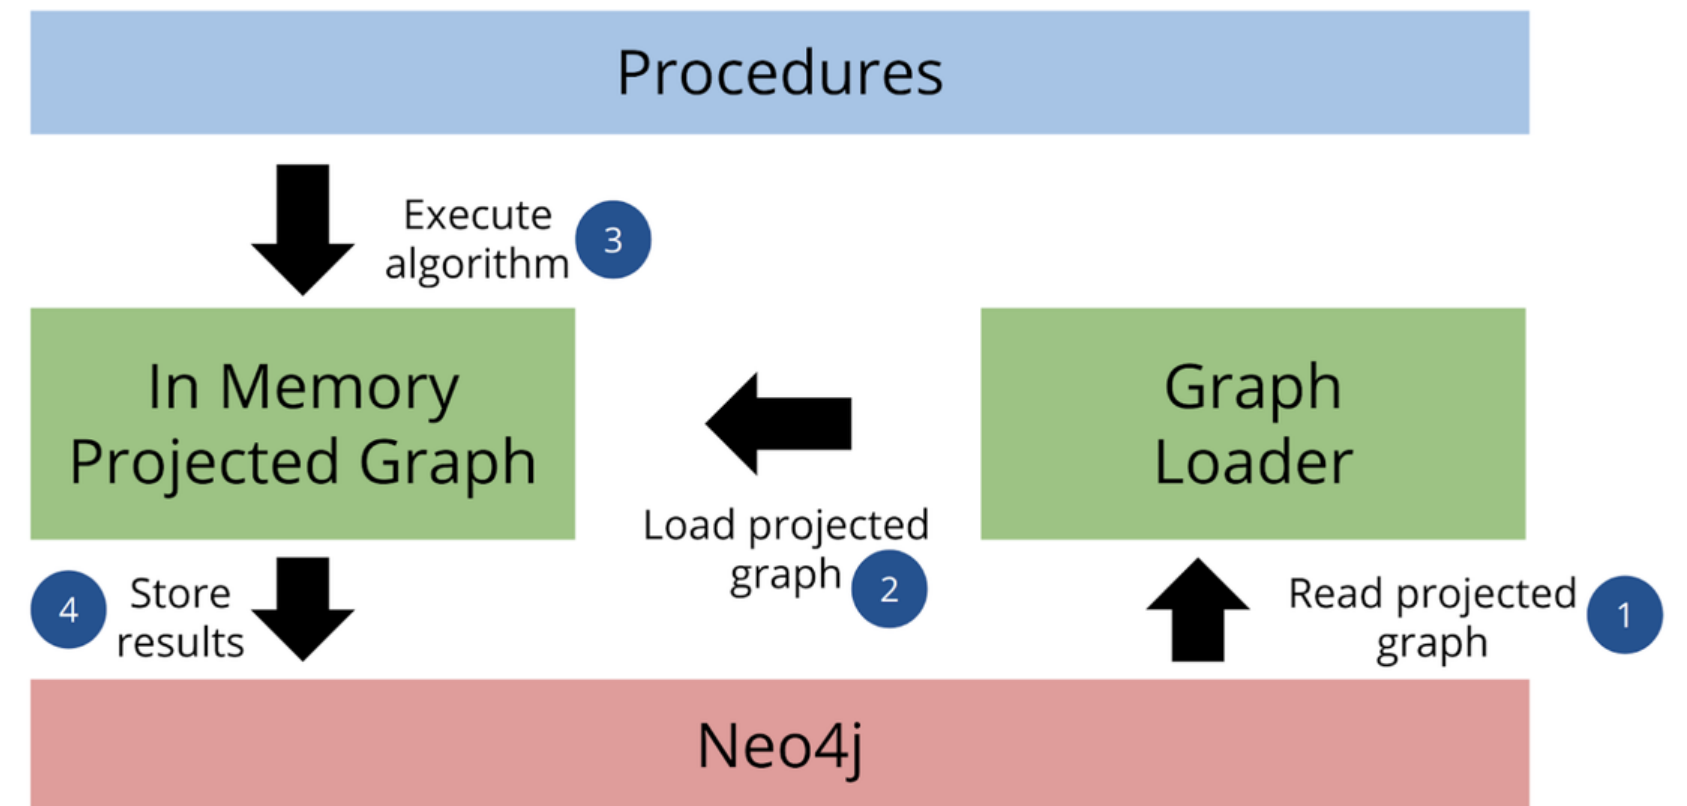 Procedures
Execute
algorithm
3
In Memory
Projected Graph
Graph
Loader
Load projected
graph
2
4
Store
results
Read projected
graph
1
Neo4j